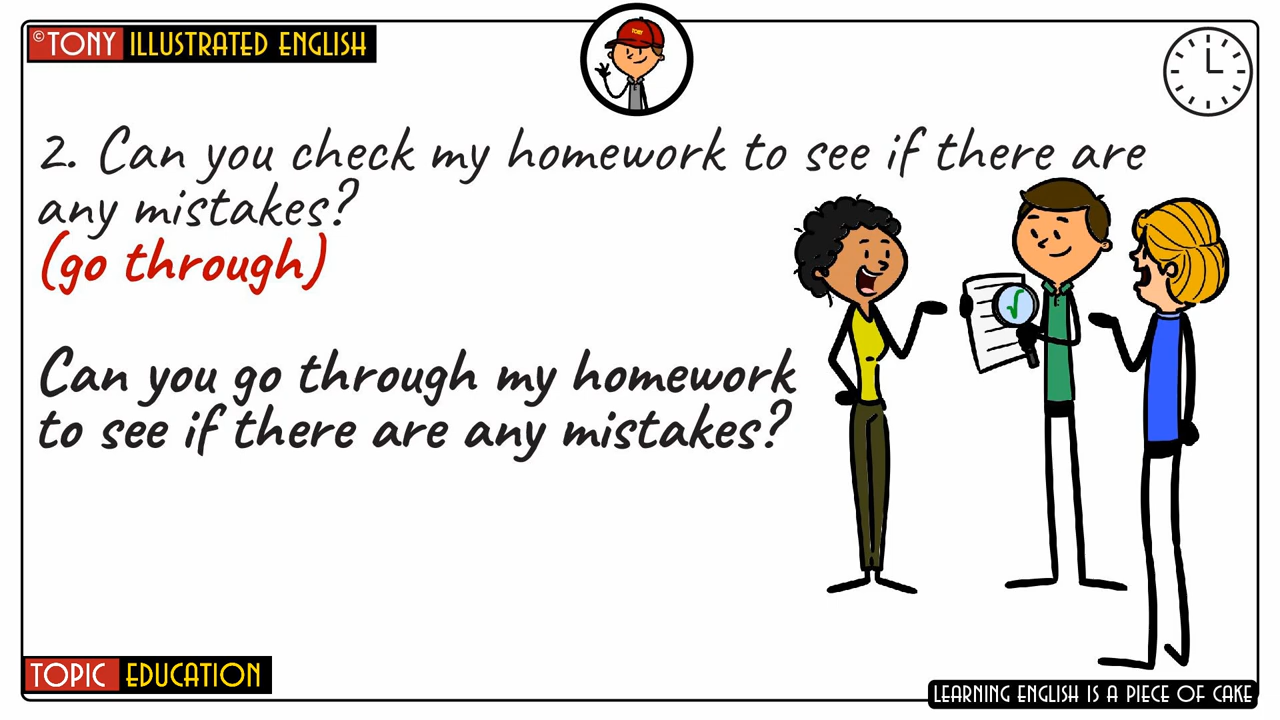 ©TONY ILLUSTRATED ENGLISH
TONY
2. Can you check my homework to see if there are
any mistakes?
(go through)
Can you go through my homework
to see if there are any mistakes?
TOPIC EDUCATION
LEARNING ENGLISH IS A PIECE OF CAKE